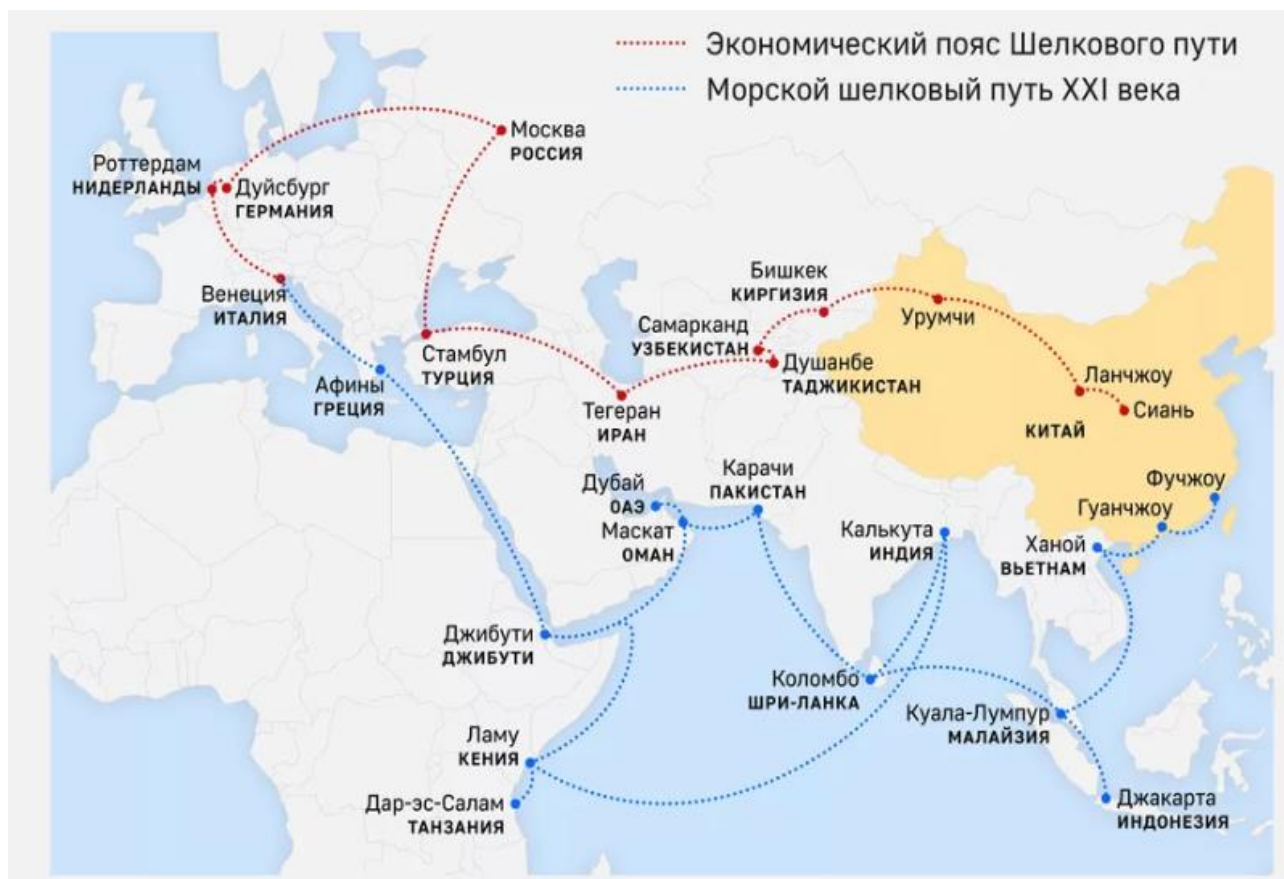 Экономический пояс Шелкового пути
Морской шелковый путь XXI века
Москва
РОССИЯ
Роттердам
НИДЕРЛАНДЫ
Дуйсбург
ГЕРМАНИЯ
Венеция
ИТАЛИЯ
Бишкек
КИРГИЗИЯ
Урумчи
Самарканд
УЗБЕКИСТАН
Стамбул
ТУРЦИЯ
Душанбе
ТАДЖИКИСТАН
Ланчжоу
Афины
ГРЕЦИЯ
Тегеран
ИРАН
Сиань
КИТАЙ
Карачи
ПАКИСТАН
Дубай
ОАЭ
Фучжоу
Гуанчжоу
Маскат
ОМАН
Калькута
ИНДИЯ
Ханой
ВЬЕТНАМ
Джибути
ДЖИБУТИ
Коломбо
ШРИ-ЛАНКА
Куала-Лумпур
МАЛАЙЗИЯ
Ламу
КЕНИЯ
Дар-эс-Салам
ТАНЗАНИЯ
Джакарта
ИНДОНЕЗИЯ